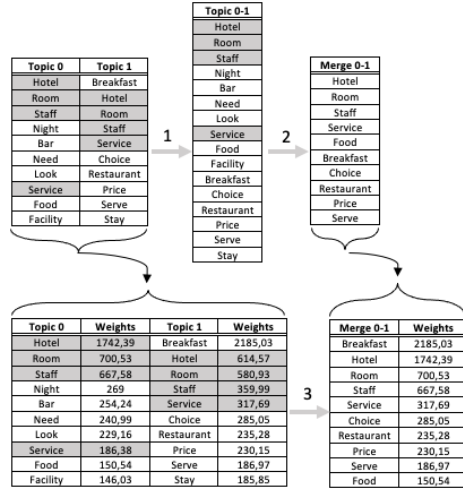 Topic 0 Topic 1
Hotel Breakfast
Room Hotel
Staff Room
Night Staff
Bar Service
Need Choice
Look Restaurant
Service Price
Food Serve
Facility Stay
1
Topic 0-1
Hotel
Room
Staff
Night
Bar
Need
Look
Service
Food
Facility
Breakfast
Choice
Restaurant
Price
Serve
Stay
2
Merge 0-1
Hotel
Room
Staff
Service
Food
Breakfast
Choice
Restaurant
Price
Serve
Topic 0 Weights Topic 1 Weights
Hotel 1742,39 Breakfast 2185,03
Room 700,53 Hotel 614,57
Staff 667,58 Room 580,93
Night 269 Staff 359,99
Bar 254,24 Service 317,69
Need 240,99 Choice 285,05
Look 229,16 Restaurant 235,28
Service 186,38 Price 230,15
Food 150,54 Serve 186,97
Facility 146,03 Stay 185,85
3
Merge 0-1 Weights
Breakfast 2185,03
Hotel 1742,39
Room 700,53
Staff 667,58
Service 317,69
Choice 285,05
Restaurant 235,28
Price 230,15
Serve 186,97
Food 150,54